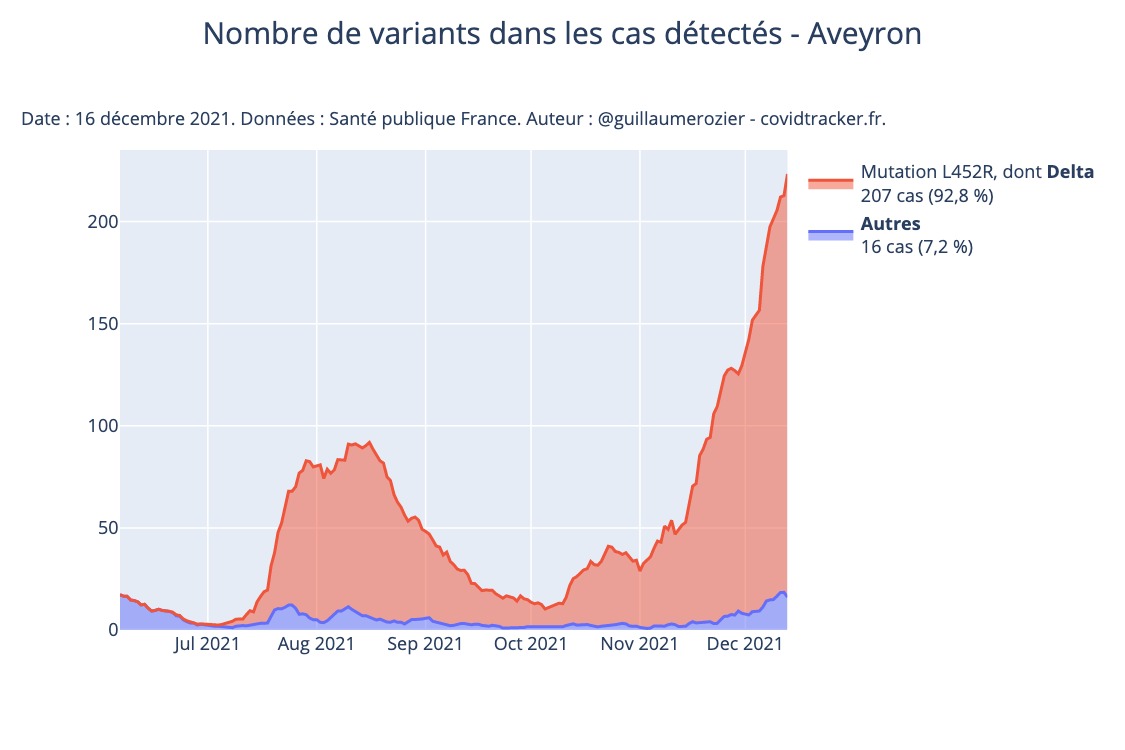 Nombre de variants dans les cas détectés - Aveyron
Date : 16 décembre 2021. Données : Santé publique France. Auteur : @guillaumerozier - covidtracker.fr.
Mutation L452R, dont Delta
207 cas (92,8 %)
Autres
16 cas (7,2 %)
200
150
100
50
0
Jul 2021
Aug 2021
Sep 2021
Oct 2021
Nov 2021
Dec 2021